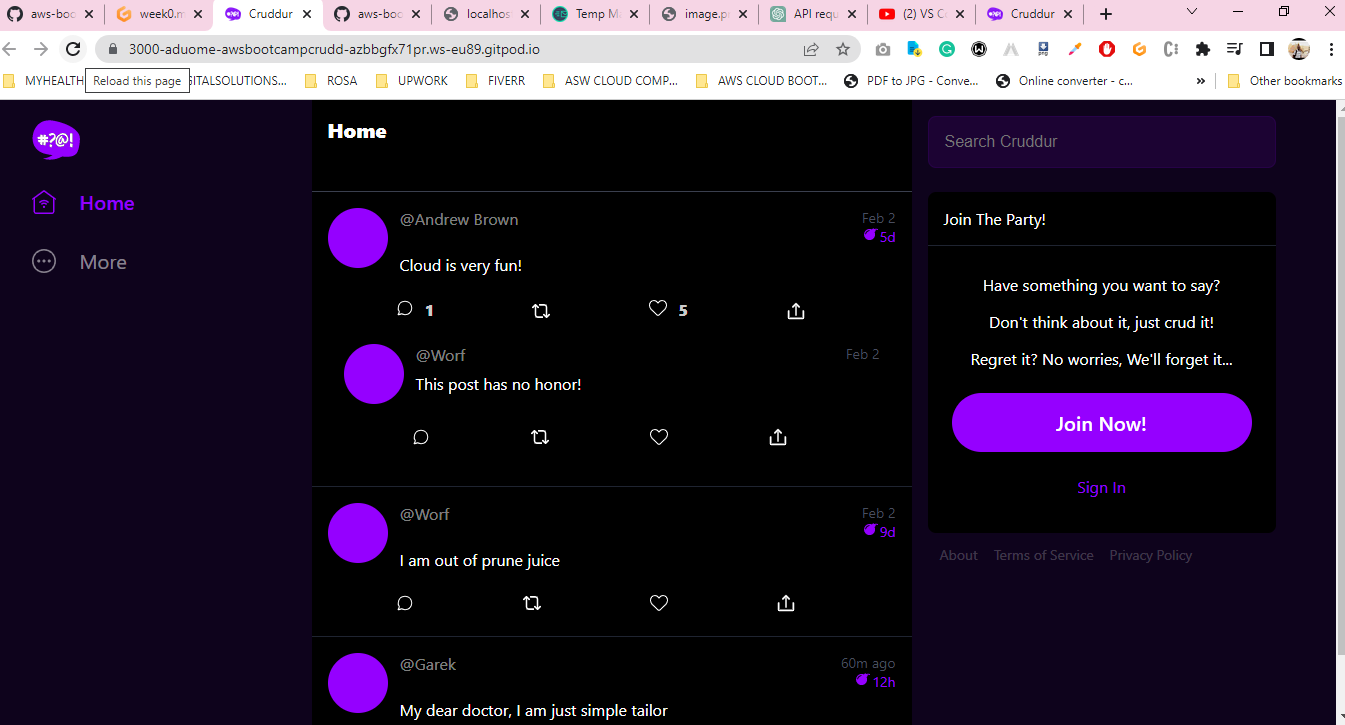 aws-boo
week0.m
Cruddur
aws-boo
localhos
Temp Ma
image.p
API requ
(2) VS C
Cruddur
3000-aduome-awsbootcampcrudd-azbbgfx71pr.ws-eu89.gitpod.io
MYHEALTH
Reload this page
GITALSOLUTIONS...
ROSA
UPWORK
FIVERR
ASW CLOUD COMP...
AWS CLOUD BOOT...
PDF to JPG - Conve...
Online converter - c...
»
Other bookmarks
#?@!
Home
More
Home
@Andrew Brown
Feb 2
5d
Cloud is very fun!
1
5
@Worf
Feb 2
This post has no honor!
@Worf
Feb 2
9d
I am out of prune juice
@Garek
60m ago
12h
My dear doctor, I am just simple tailor
Search Cruddur
Join The Party!
Have something you want to say?
Don't think about it, just crud it!
Regret it? No worries, We'll forget it...
Join Now!
Sign In
About Terms of Service Privacy Policy